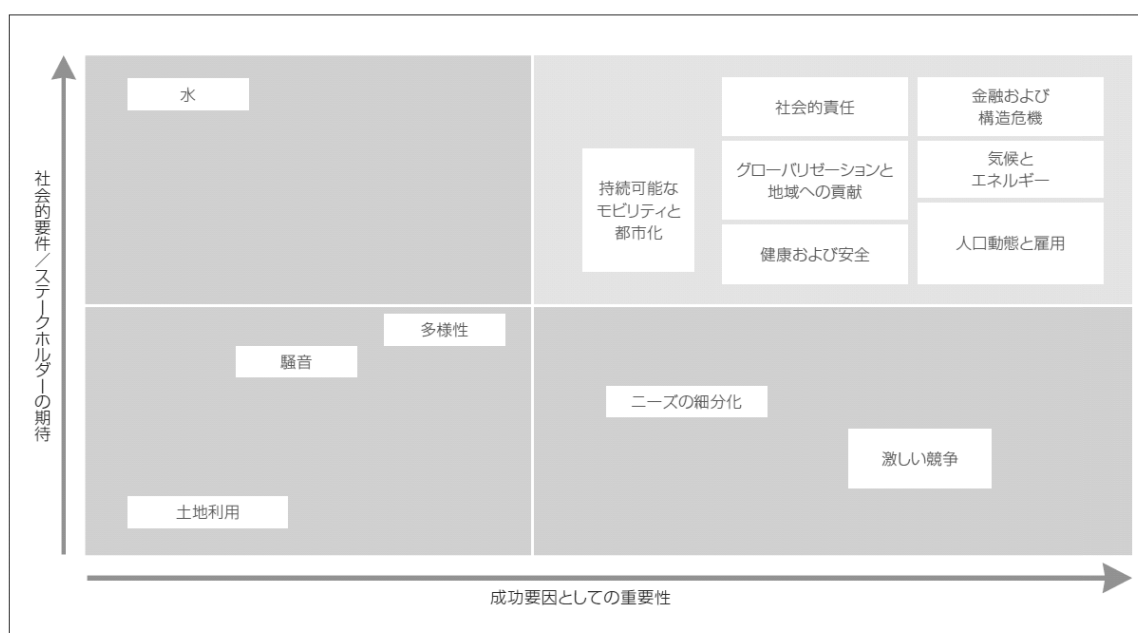 社会的要件／ステークホルダーの期待
水
社会的責任
金融および
構造危機
持続可能な
モビリティと
都市化
グローバリゼーションと
地域への貢献
気候と
エネルギー
健康および安全
人口動態と雇用
多様性
騒音
ニーズの細分化
激しい競争
土地利用
成功要因としての重要性